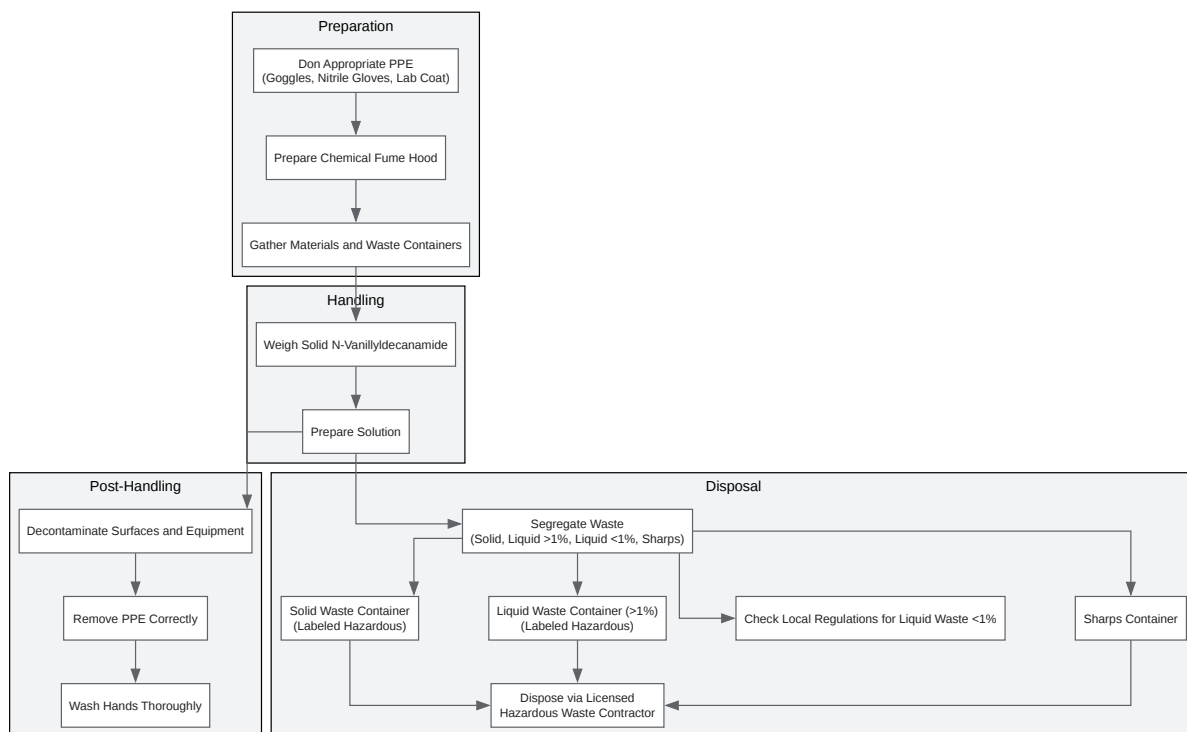 Preparation
Don Appropriate PPE
(Goggles, Nitrile Gloves, Lab Coat)
Prepare Chemical Fume Hood
Gather Materials and Waste Containers
Handling
Weigh Solid N-Vanillyldecanamide
Prepare Solution
Post-Handling
Decontaminate Surfaces and Equipment
Remove PPE Correctly
Wash Hands Thoroughly
Disposal
Segregate Waste
(Solid, Liquid >1%, Liquid <1%, Sharps)
Solid Waste Container
(Labeled Hazardous)
Liquid Waste Container (>1%)
(Labeled Hazardous)
Check Local Regulations for Liquid Waste <1%
Sharps Container
Dispose via Licensed
Hazardous Waste Contractor